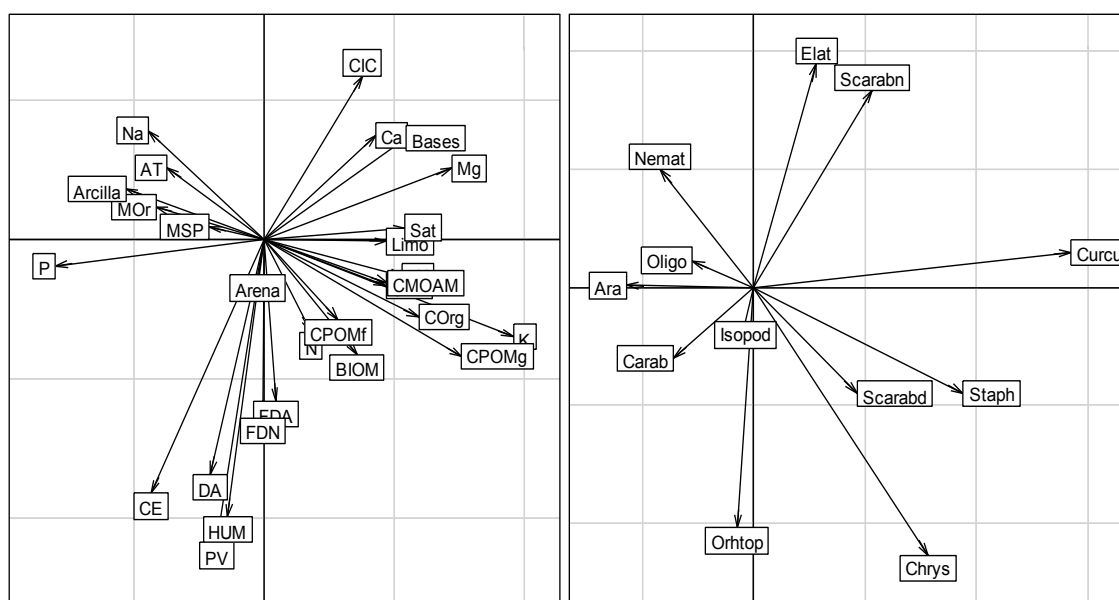 CIC
Na
Ca
Bases
AT
Mg
Arcilla
MOr
MSP
Sat
Limo
P
Arena
CMOAM
COrg
CPOMf
K
N
CPOMg
BIOM
FDA
FDN
DA
CE
HUM
PV
Elat
Scarabn
Nemat
Curcu
Oligo
Ara
Isopod
Carab
Scarabd
Staph
Orhtop
Chrys